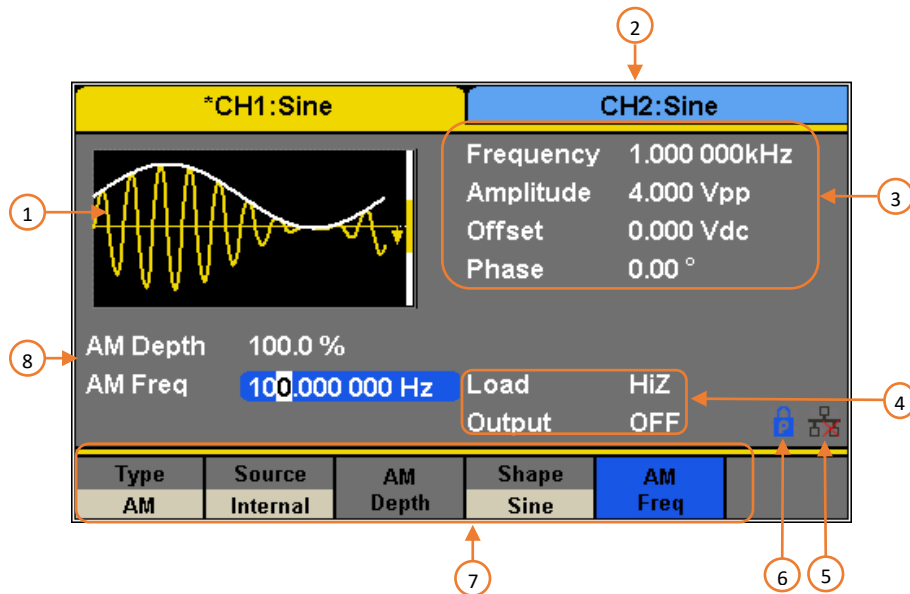 2
*CH1:Sine CH2:Sine
Frequency 1.000 000kHz
Amplitude 4.000 Vpp
Offset 0.000 Vdc
Phase 0.00 °
1
3
AM Depth 100.0 %
8
AM Freq 100.000 000 Hz Load HiZ
4
Output OFF P
Type Source AM Shape AM
AM Internal Depth Sine Freq
7
6
5